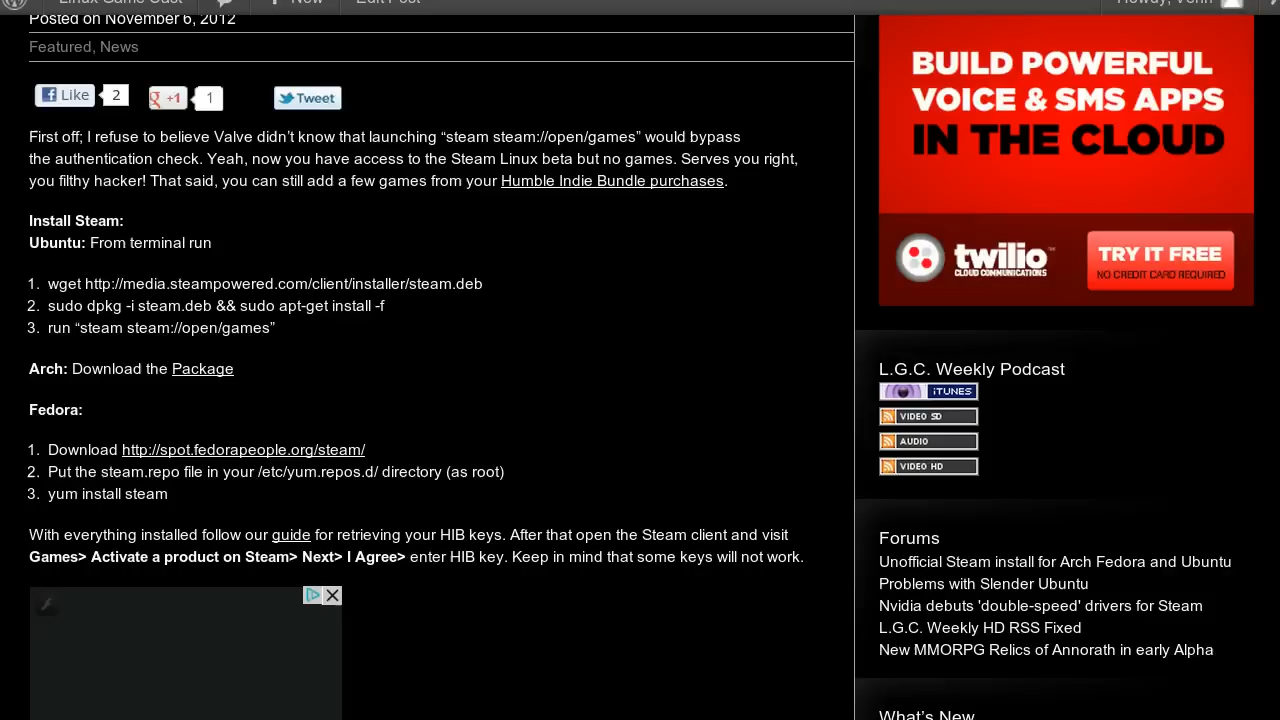 Linux Game Cast
New
Edit Post
Howdy, Venn
Posted on November 6, 2012
Featured, News
Like
2
+1
1
Tweet
First off; I refuse to believe Valve didn’t know that launching “steam steam://open/games” would bypass
the authentication check. Yeah, now you have access to the Steam Linux beta but no games. Serves you right,
you filthy hacker! That said, you can still add a few games from your Humble Indie Bundle purchases.
Install Steam:
Ubuntu: From terminal run
1. wget http://media.steampowered.com/client/installer/steam.deb
2. sudo dpkg -i steam.deb && sudo apt-get install -f
3. run “steam steam://open/games”
Arch: Download the Package
Fedora:
1. Download http://spot.fedorapeople.org/steam/
2. Put the steam.repo file in your /etc/yum.repos.d/ directory (as root)
3. yum install steam
With everything installed follow our guide for retrieving your HIB keys. After that open the Steam client and visit
Games> Activate a product on Steam> Next> I Agree> enter HIB key. Keep in mind that some keys will not work.
BUILD POWERFUL
VOICE & SMS APPS
IN THE CLOUD
twilio™
CLOUD COMMUNICATIONS
TRY IT FREE
NO CREDIT CARD REQUIRED
L.G.C. Weekly Podcast
iTUNES
VIDEO SD
AUDIO
VIDEO HD
Forums
Unofficial Steam install for Arch Fedora and Ubuntu
Problems with Slender Ubuntu
Nvidia debuts 'double-speed' drivers for Steam
L.G.C. Weekly HD RSS Fixed
New MMORPG Relics of Annorath in early Alpha
What's New